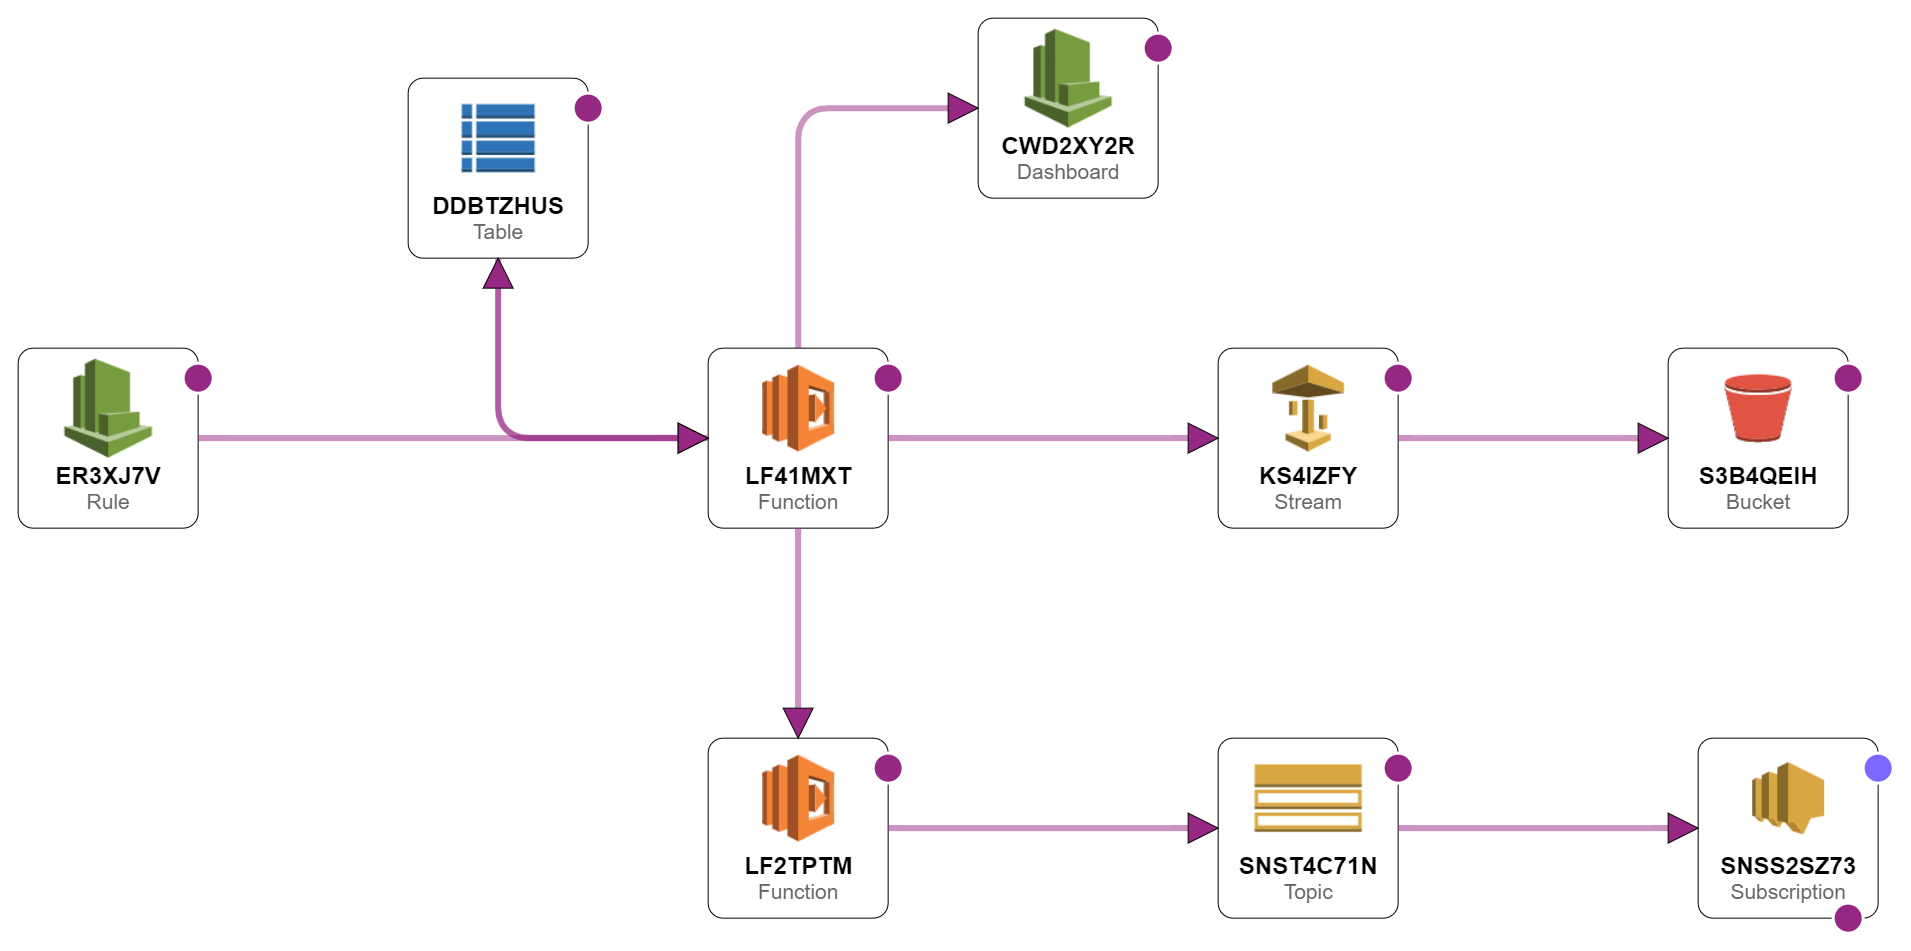 CWD2XY2R
Dashboard
DDBTZHUS
Table
ER3XJ7V
Rule
LF41MXT
Function
KS4IZFY
Stream
S3B4QEIH
Bucket
LF2TPTM
Function
SNST4C71N
Topic
SNSS2SZ73
Subscription